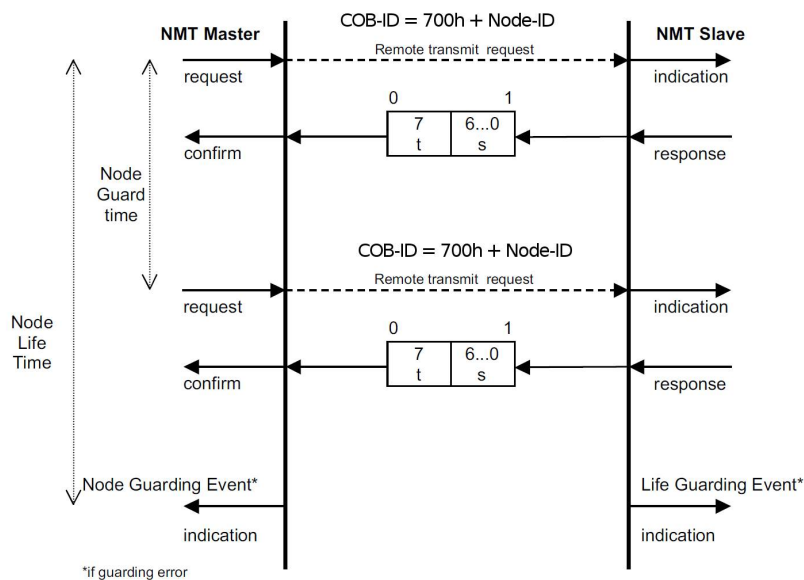 COB-ID = 700h + Node-ID
NMT Master
NMT Slave
Remote transmit request
request
indication
0 1
7 6...0
t s
confirm
response
Node
Guard
time
COB-ID = 700h + Node-ID
Remote transmit request
request
indication
Node
Life
Time
0 1
7 6...0
t s
confirm
response
Node Guarding Event*
Life Guarding Event*
indication
indication
*if guarding error